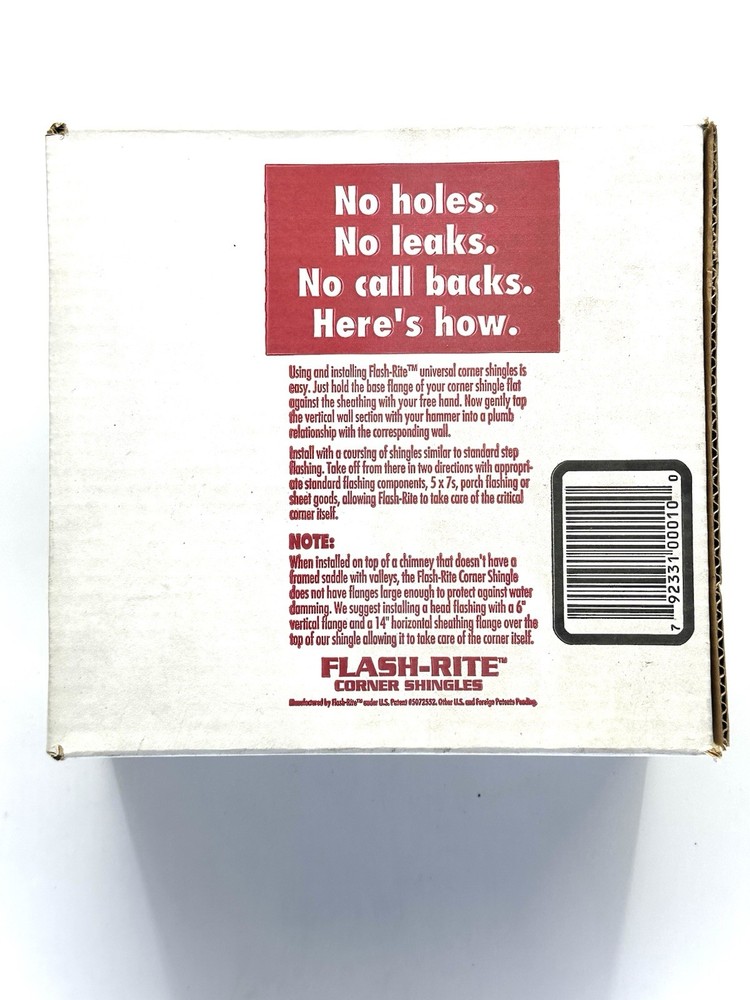 No holes.
No leaks.
No call backs.
Here's how.
Using and installing Flash-Rite™ universal corner shingles is
easy. Just hold the base flange of your corner shingle flat
against the sheathing with your free hand. Now gently tap
the vertical wall section with your hammer into a plumb
relationship with the corresponding wall.
Install with a coursing of shingles similar to standard step
flashing. Take off from there in two directions with appropri-
ate standard flashing components, 5 x 7s, porch flashing or
sheet goods, allowing Flash-Rite to take care of the critical
corner itself.
NOTE:
When installed on top of a chimney that doesn't have a
framed saddle with valleys, the Flash-Rite Corner Shingle
does not have flanges large enough to protect against water
damming. We suggest installing a head flashing with a 6"
vertical flange and a 14" horizontal sheathing flange over the
top of our shingle allowing it to take care of the corner itself.
FLASH-RITE™
CORNER SHINGLES
Manufactured by Flash-Rite™ under U.S. Patent #5072552. Other U.S. and Foreign Patents Pending.
7 92331 00010 0